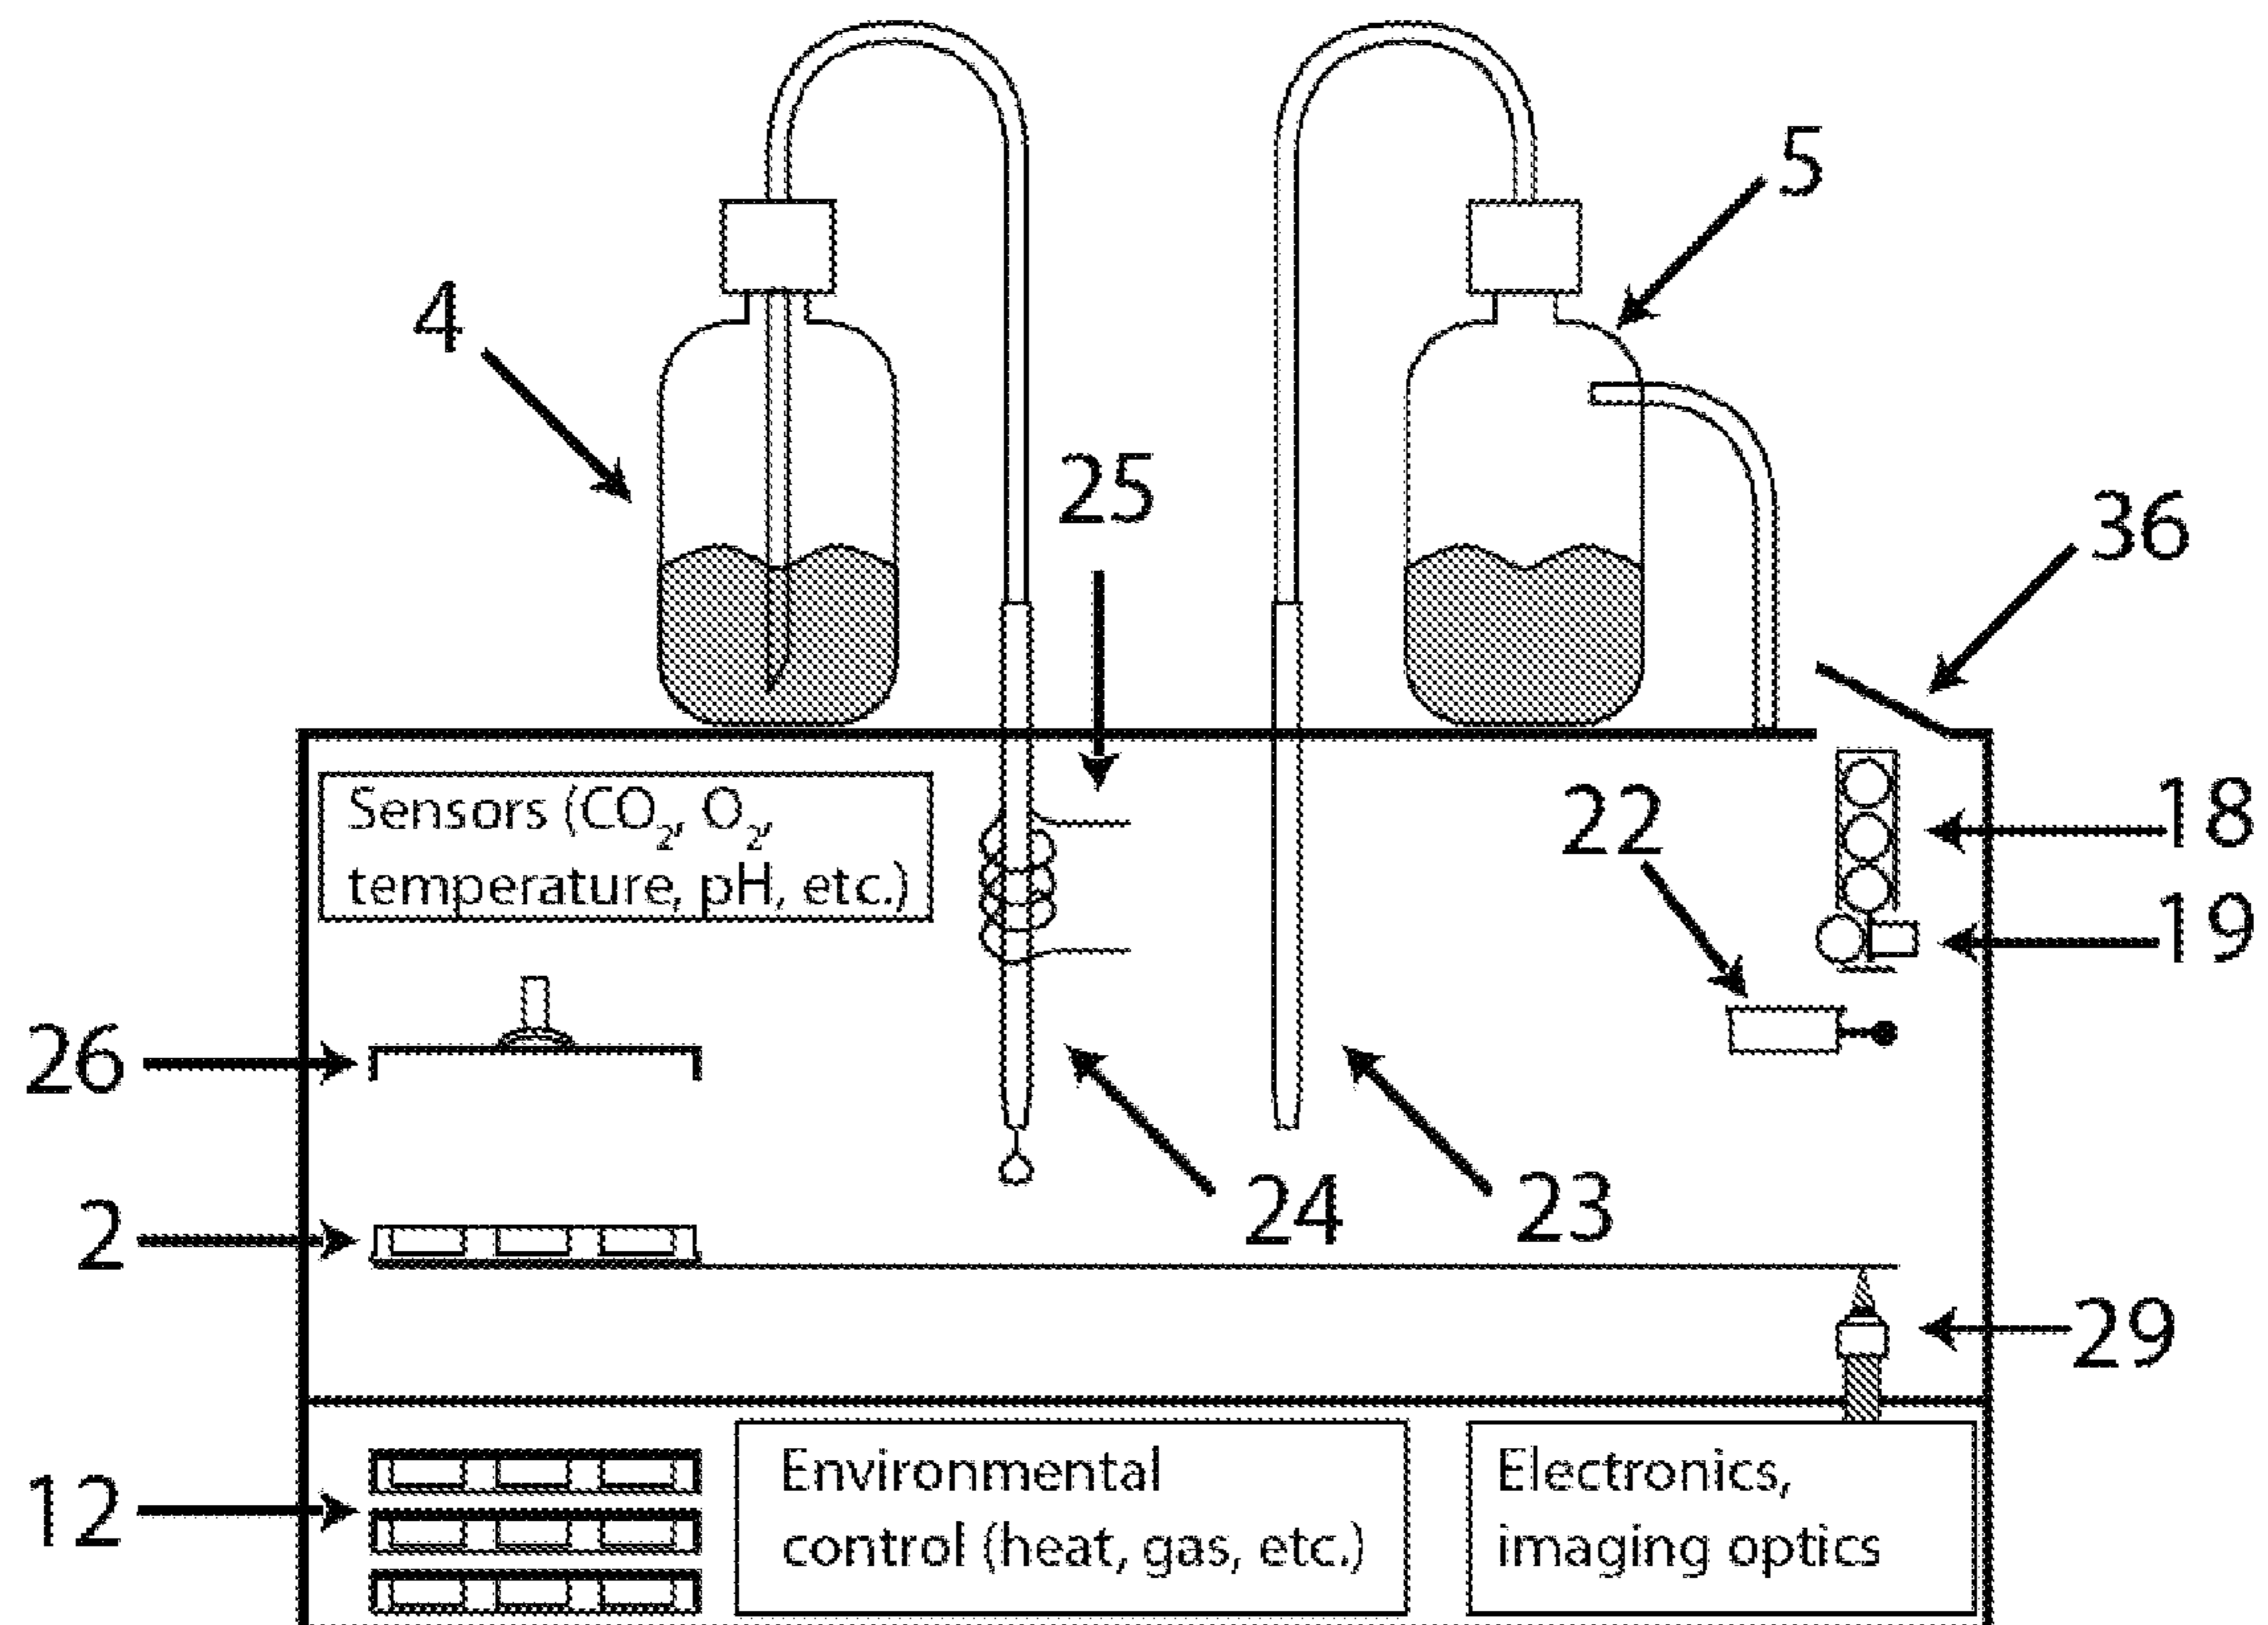 5
4
25
36
Sensors (CO₂, O₂,
temperature, pH, etc.)
18
22
19
26
24
23
2
29
12
Environmental
control (heat, gas, etc.)
Electronics,
imaging optics